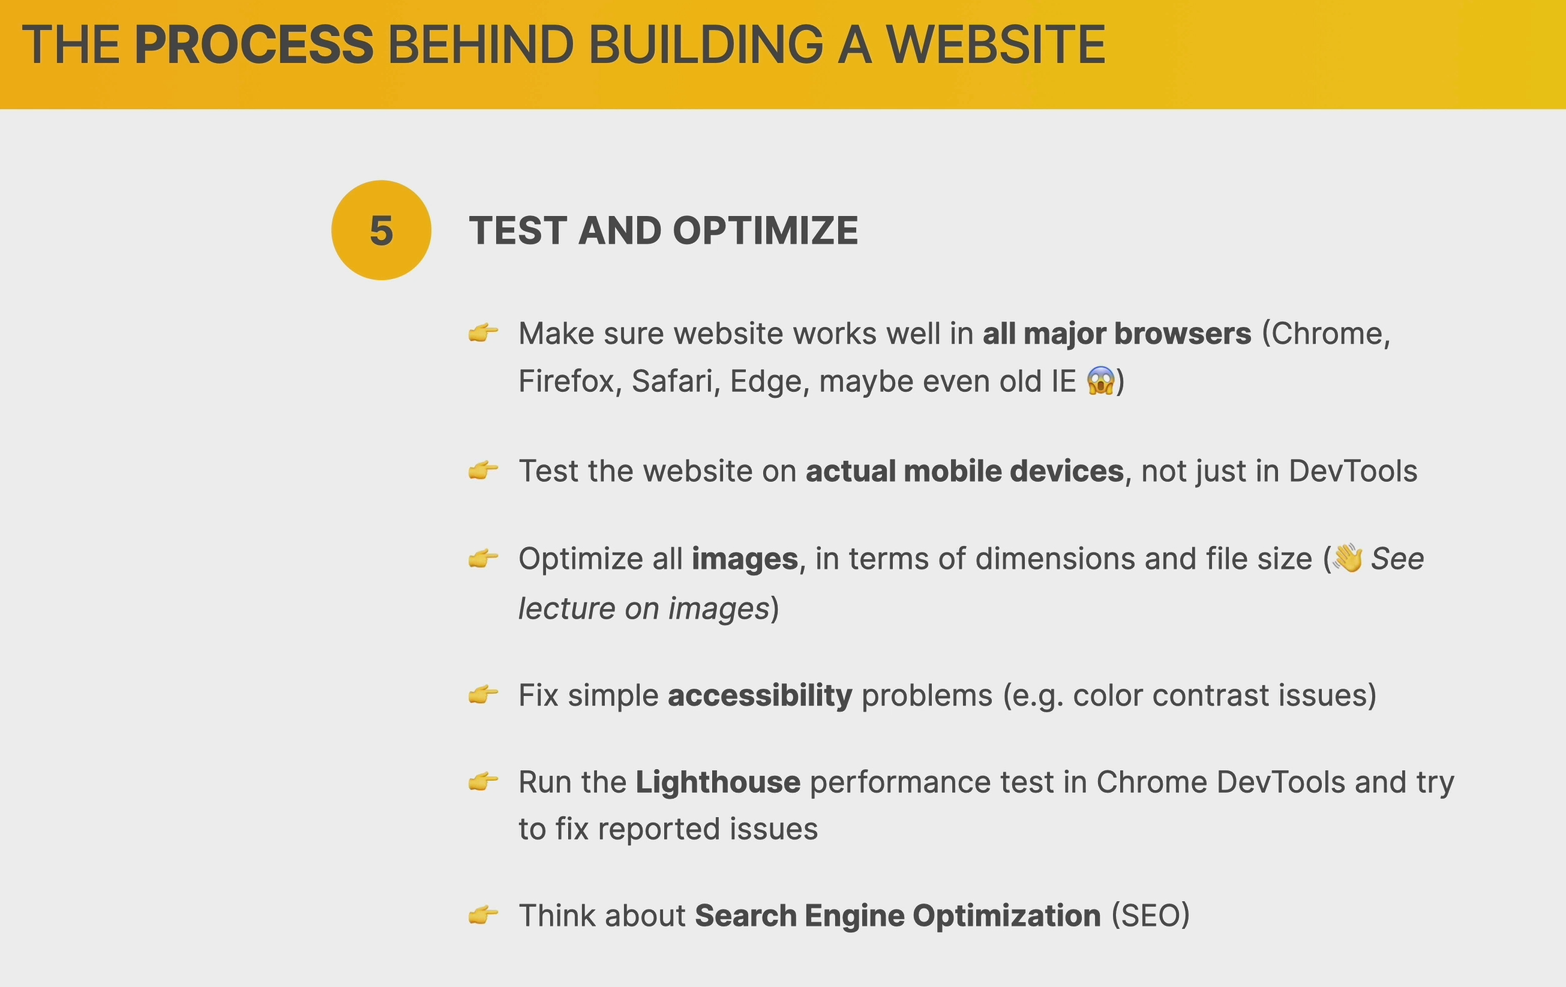 THE PROCESS BEHIND BUILDING A WEBSITE
5
TEST AND OPTIMIZE
👉 Make sure website works well in all major browsers (Chrome,
Firefox, Safari, Edge, maybe even old IE 😱)
👉 Test the website on actual mobile devices, not just in DevTools
👉 Optimize all images, in terms of dimensions and file size (👋 See
lecture on images)
👉 Fix simple accessibility problems (e.g. color contrast issues)
👉 Run the Lighthouse performance test in Chrome DevTools and try
to fix reported issues
👉 Think about Search Engine Optimization (SEO)